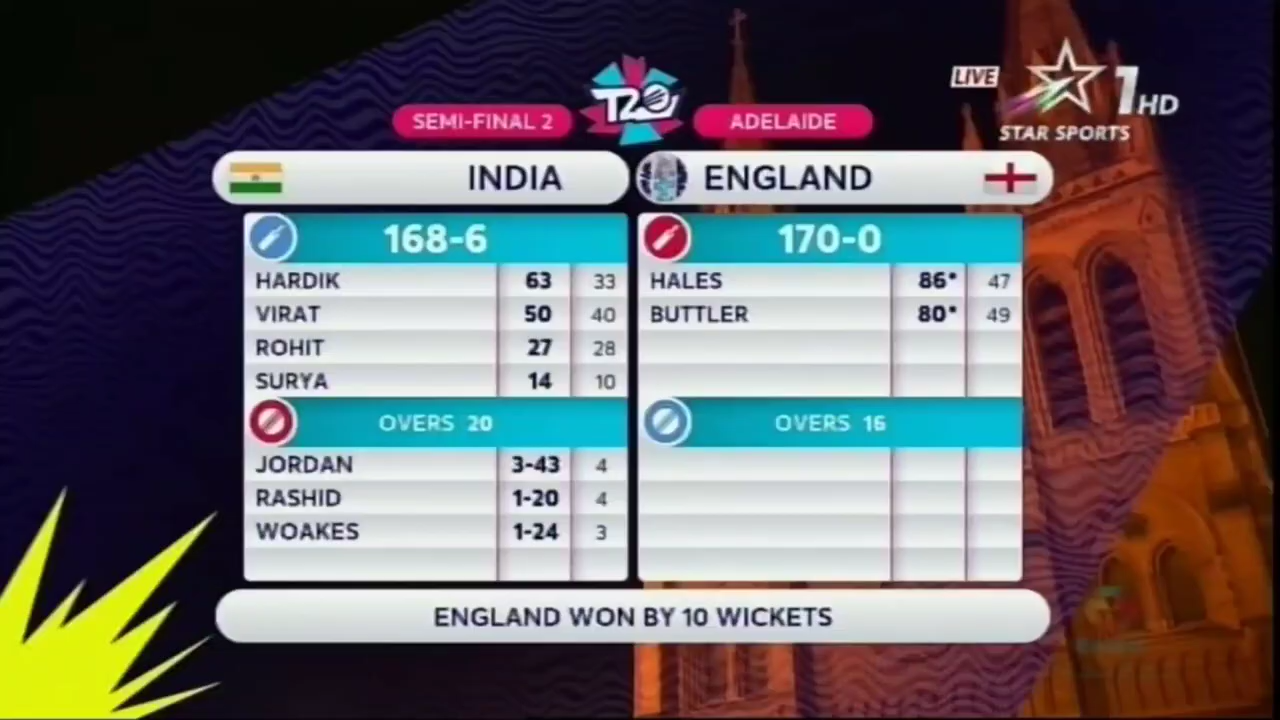 LIVE
1HD
STAR SPORTS
T20
SEMI-FINAL 2
ADELAIDE
INDIA
ENGLAND
168-6
170-0
HARDIK 63 33
HALES 86* 47
VIRAT 50 40
BUTTLER 80* 49
ROHIT 27 28
SURYA 14 10
OVERS 20
OVERS 16
JORDAN 3-43 4
RASHID 1-20 4
WOAKES 1-24 3
ENGLAND WON BY 10 WICKETS